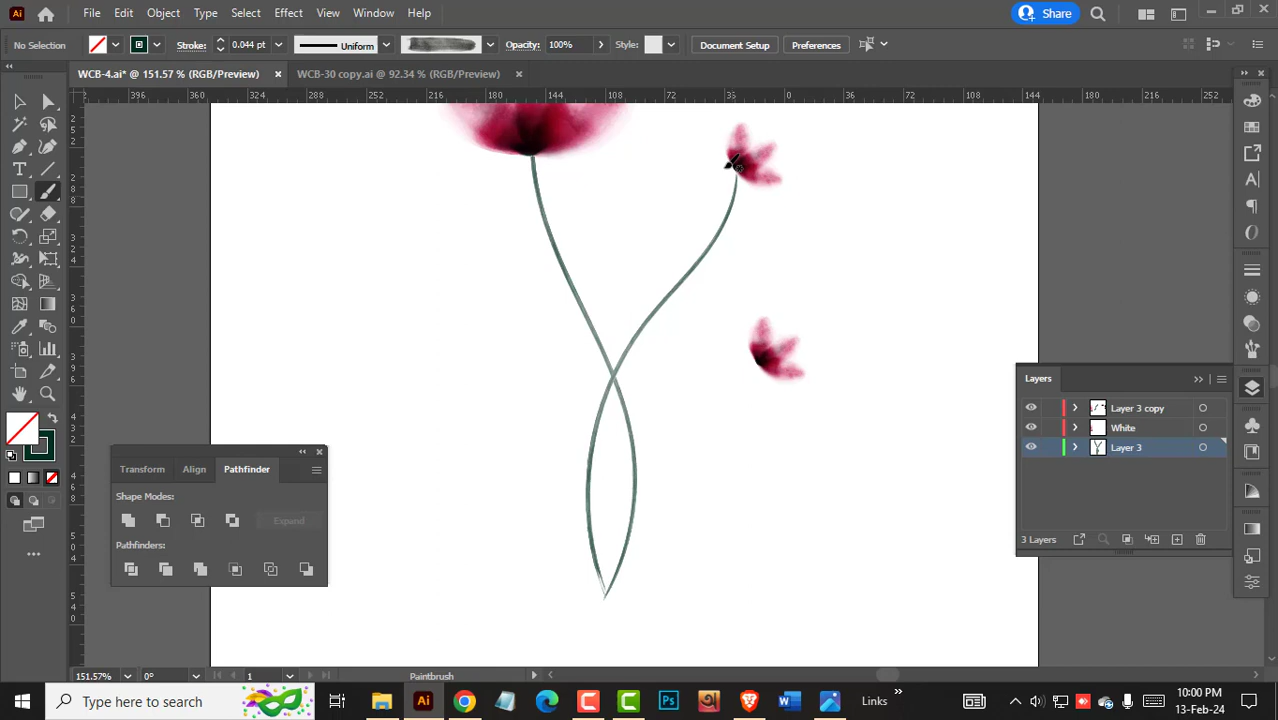 Ai File Edit Object Type Select Effect View Window Help Share
No Selection Stroke: 0.044 pt Uniform Opacity: 100% Style: Document Setup Preferences
WCB-4.ai* @ 151.57 % (RGB/Preview) × WCB-30 copy.ai @ 92.34 % (RGB/Preview) ×
396 360 324 288 252 216 144 108 72 35 0 36 72 108 144 180 216 252
Layers
Layer 3 copy
White
Layer 3
3 Layers
Transform Align Pathfinder
Shape Modes:
Expand
Pathfinders:
151.57% 0° 1 Paintbrush
Type here to search Ai Ps W Links 10:00 PM
13-Feb-24